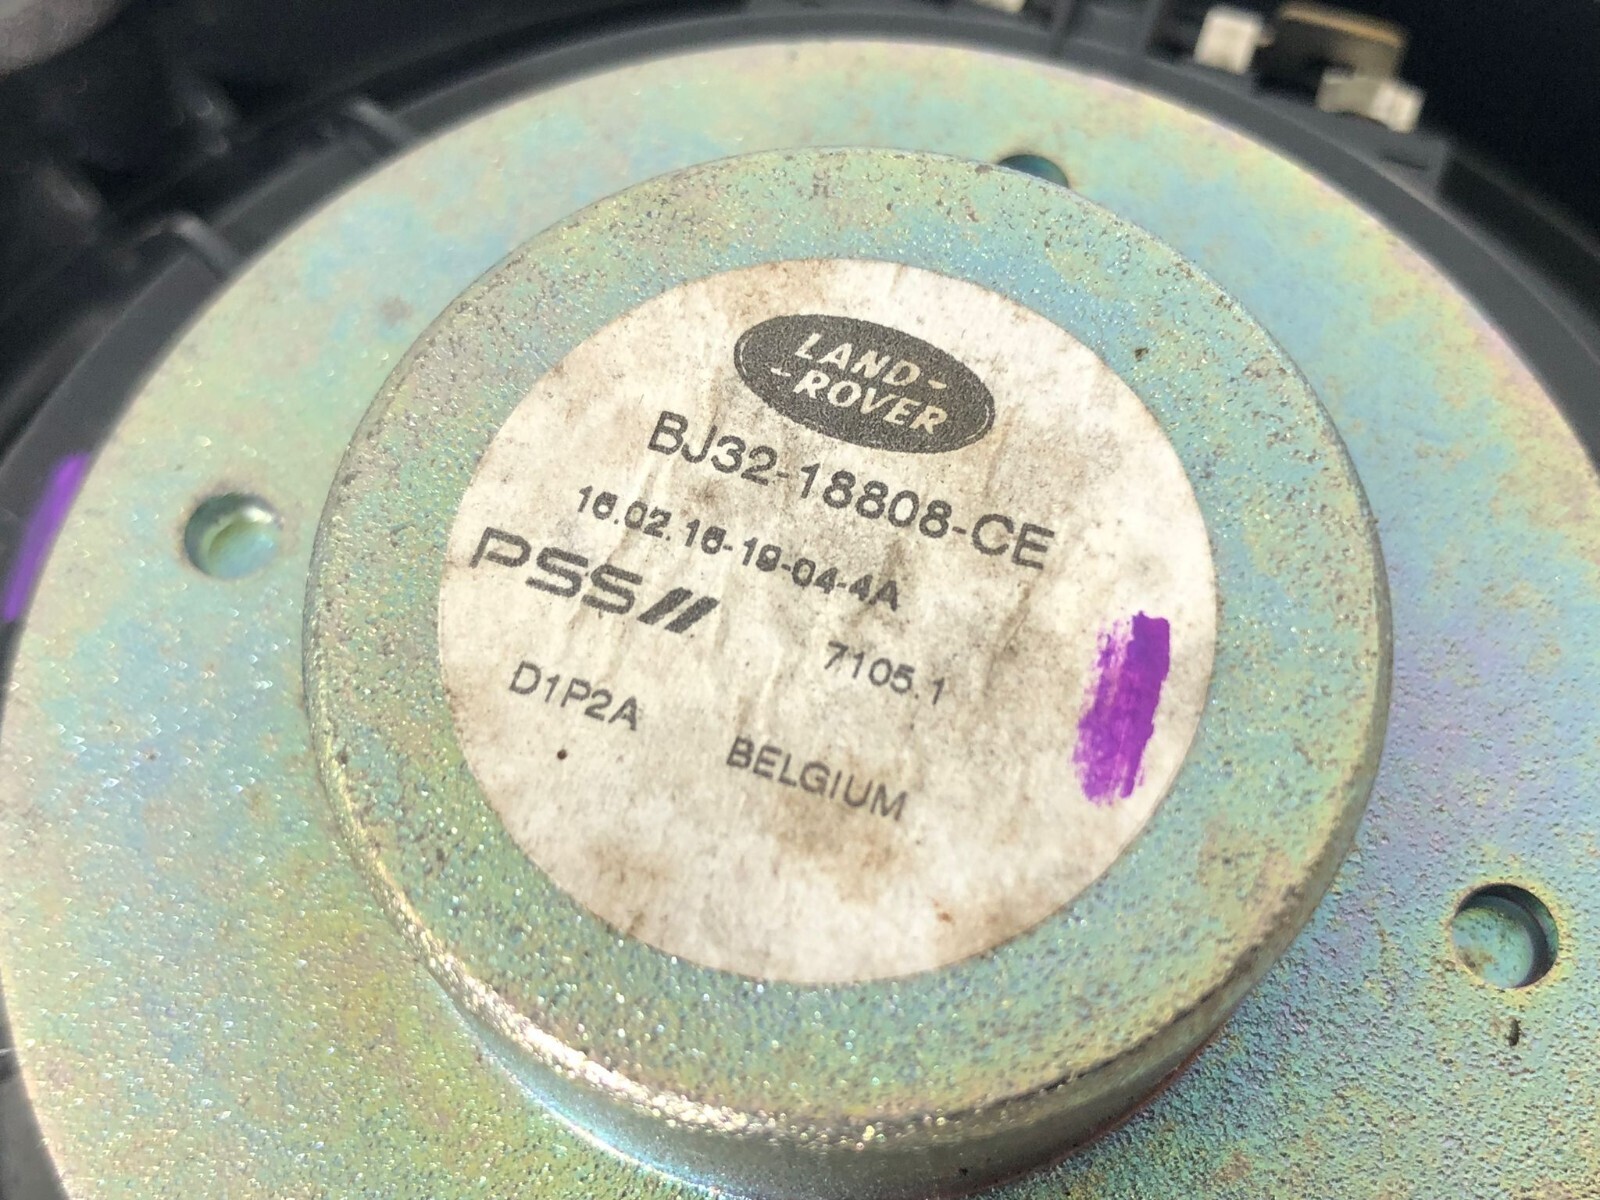 LAND-
-ROVER
BJ32-18808-CE
16.02.16-19-04-4A
PSS//
7105.1
D1P2A
BELGIUM